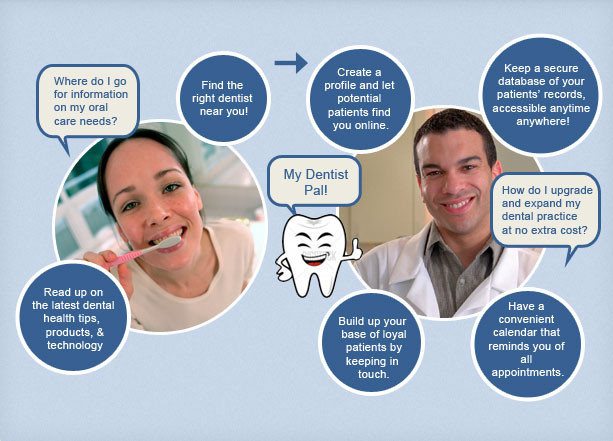 Where do I go
for information
on my oral
care needs?
Find the
right dentist
near you!
Read up on
the latest dental
health tips,
products, &
technology
My Dentist
Pal!
Create a
profile and let
potential
patients find
you online.
Keep a secure
database of your
patients' records,
accessible anytime
anywhere!
How do I upgrade
and expand my
dental practice
at no extra cost?
Build up your
base of loyal
patients by
keeping in
touch.
Have a
convenient
calendar that
reminds you of
all
appointments.